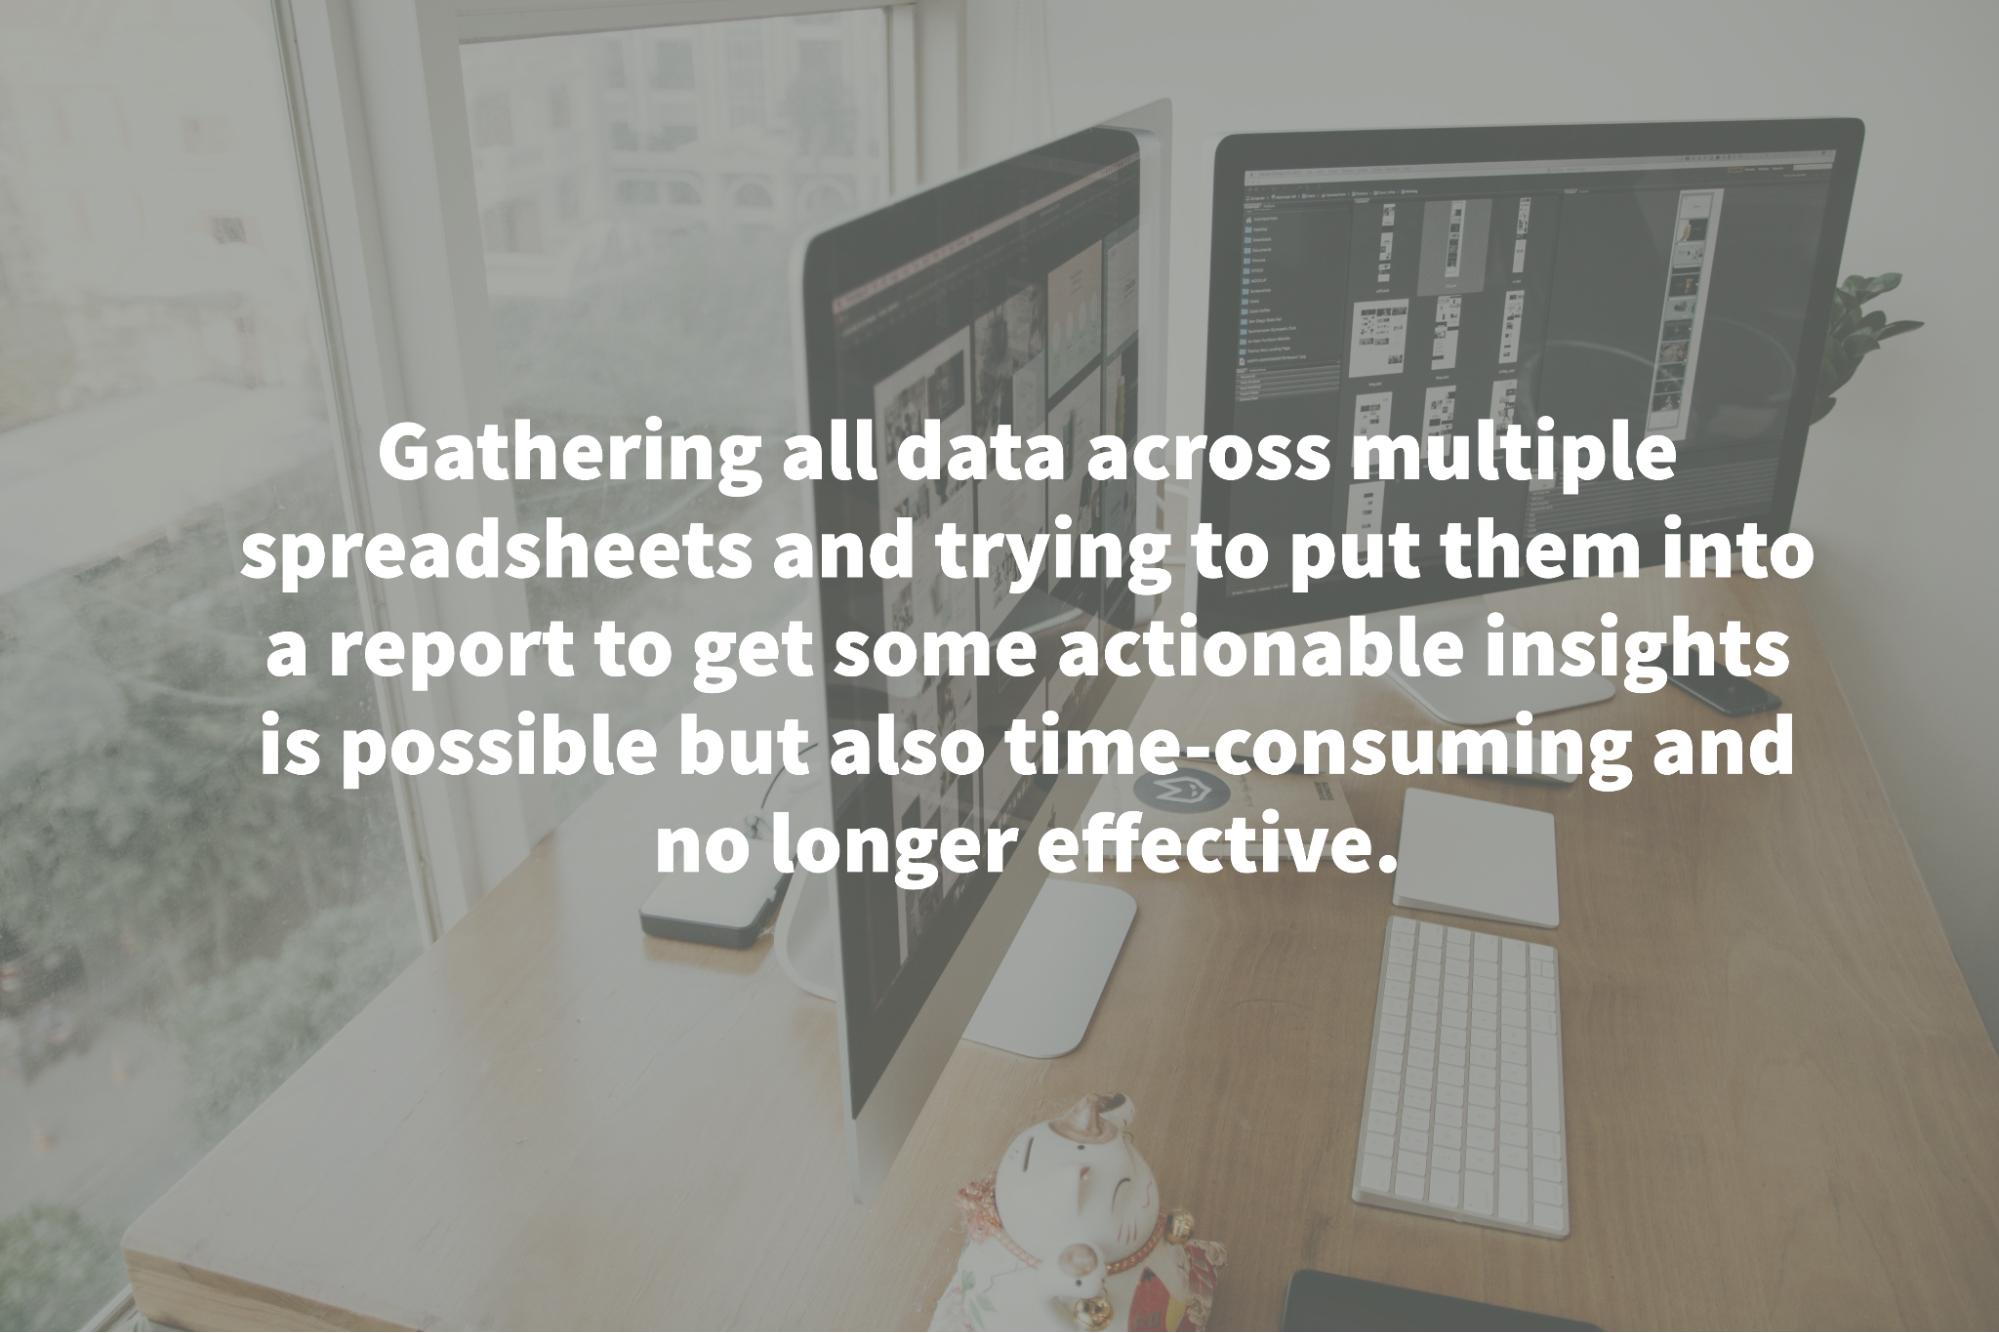 Gathering all data across multiple
spreadsheets and trying to put them into
a report to get some actionable insights
is possible but also time-consuming and
no longer effective.